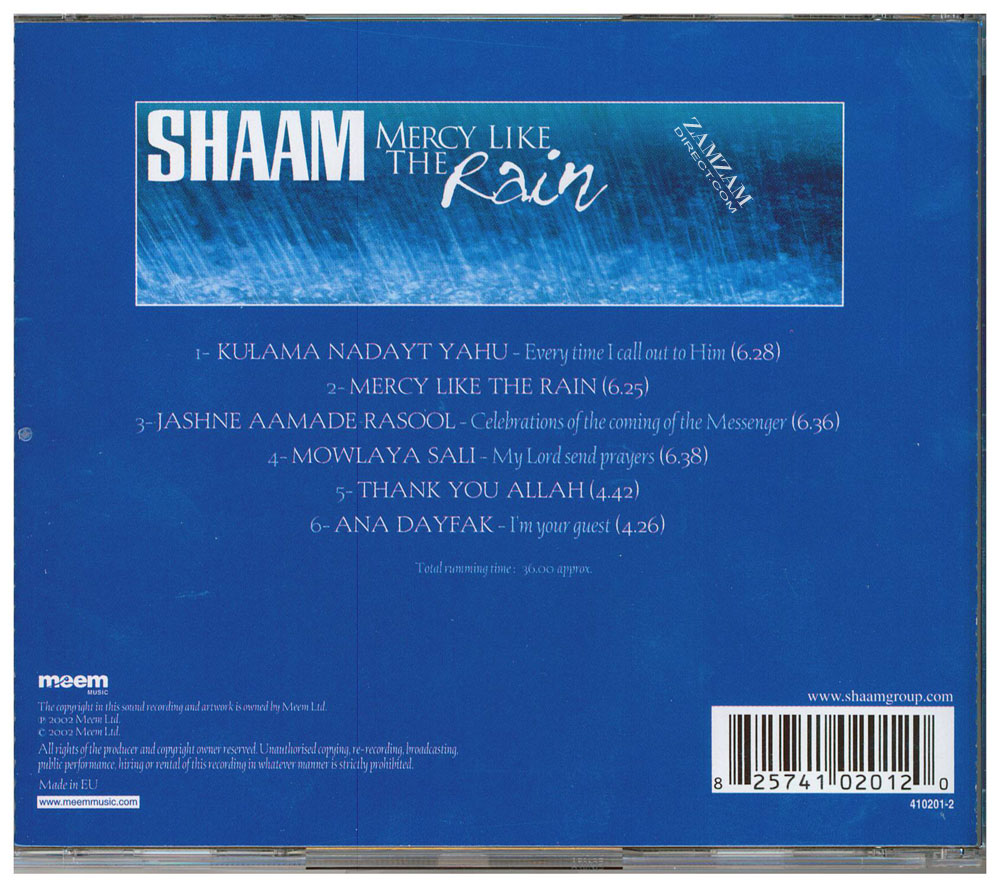 SHAAM MERCY LIKE
THE Rain
ZAMZAM
DIRECT.COM
1- KULAMA NADAYT YAHU - Every time I call out to Him (6.28)
2- MERCY LIKE THE RAIN (6.25)
3- JASHNE AAMADE RASOOL - Celebrations of the coming of the Messenger (6.36)
4- MOWLAYA SALI - My Lord send prayers (6.38)
5- THANK YOU ALLAH (4.42)
6- ANA DAYFAK - I'm your guest (4.26)
Total rumming time : 36.00 approx.
meem
MUSIC
The copyright in this sound recording and artwork is owned by Meem Ltd.
℗ 2002 Meem Ltd.
© 2002 Meem Ltd.
All rights of the producer and copyright owner reserved. Unauthorised copying, re-recording, broadcasting,
public performance, hiring or rental of this recording in whatever manner is strictly prohibited.
Made in EU
www.meemmusic.com
www.shaamgroup.com
8 25741 02012 0
410201-2